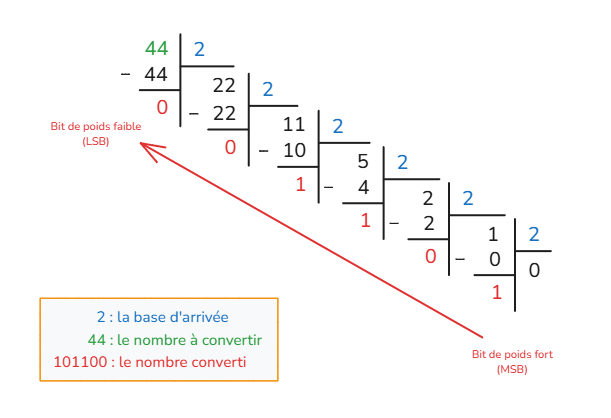 44 2
− 44 22 2
0 − 22 11 2
Bit de poids faible
(LSB)
0 − 10 5 2
1 − 4 2 2
1 − 2 1 2
0 − 0 0
1
2 : la base d'arrivée
44 : le nombre à convertir
101100 : le nombre converti
Bit de poids fort
(MSB)